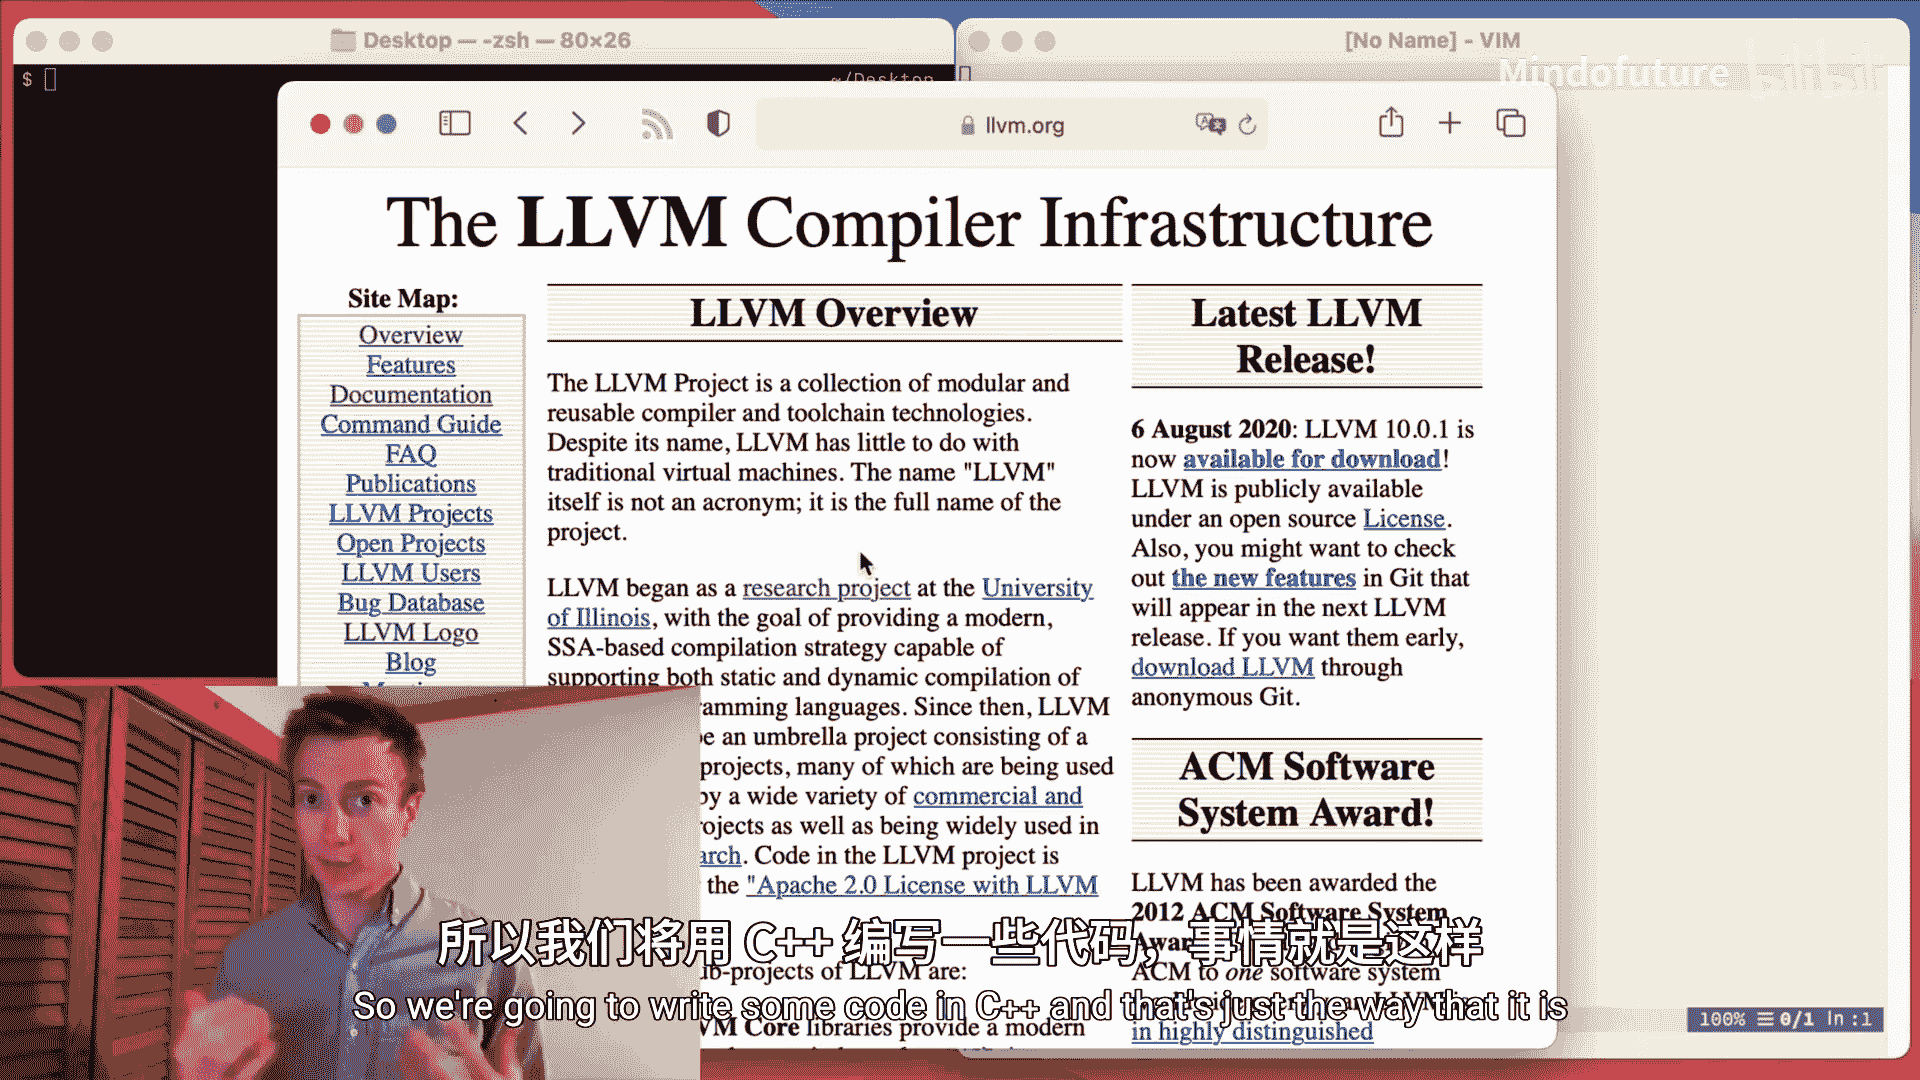 Desktop — -zsh — 80×26
[No Name] - VIM
$
~/Desktop
Mindofuture bilibili
llvm.org
The LLVM Compiler Infrastructure
Site Map:
Overview
Features
Documentation
Command Guide
FAQ
Publications
LLVM Projects
Open Projects
LLVM Users
Bug Database
LLVM Logo
Blog
LLVM Overview
The LLVM Project is a collection of modular and
reusable compiler and toolchain technologies.
Despite its name, LLVM has little to do with
traditional virtual machines. The name "LLVM"
itself is not an acronym; it is the full name of the
project.
LLVM began as a research project at the University
of Illinois, with the goal of providing a modern,
SSA-based compilation strategy capable of
supporting both static and dynamic compilation of
ramming languages. Since then, LLVM
e an umbrella project consisting of a
projects, many of which are being used
by a wide variety of commercial and
rojects as well as being widely used in
arch. Code in the LLVM project is
the "Apache 2.0 License with LLVM
ub-projects of LLVM are:
VM Core libraries provide a modern
Latest LLVM
Release!
6 August 2020: LLVM 10.0.1 is
now available for download!
LLVM is publicly available
under an open source License.
Also, you might want to check
out the new features in Git that
will appear in the next LLVM
release. If you want them early,
download LLVM through
anonymous Git.
ACM Software
System Award!
LLVM has been awarded the
2012 ACM Software System
ACM to one software system
in highly distinguished
所以我们将用 C++ 编写一些代码，事情就是这样
So we're going to write some code in C++ and that's just the way that it is
100% ☰ 0/1 ln :1